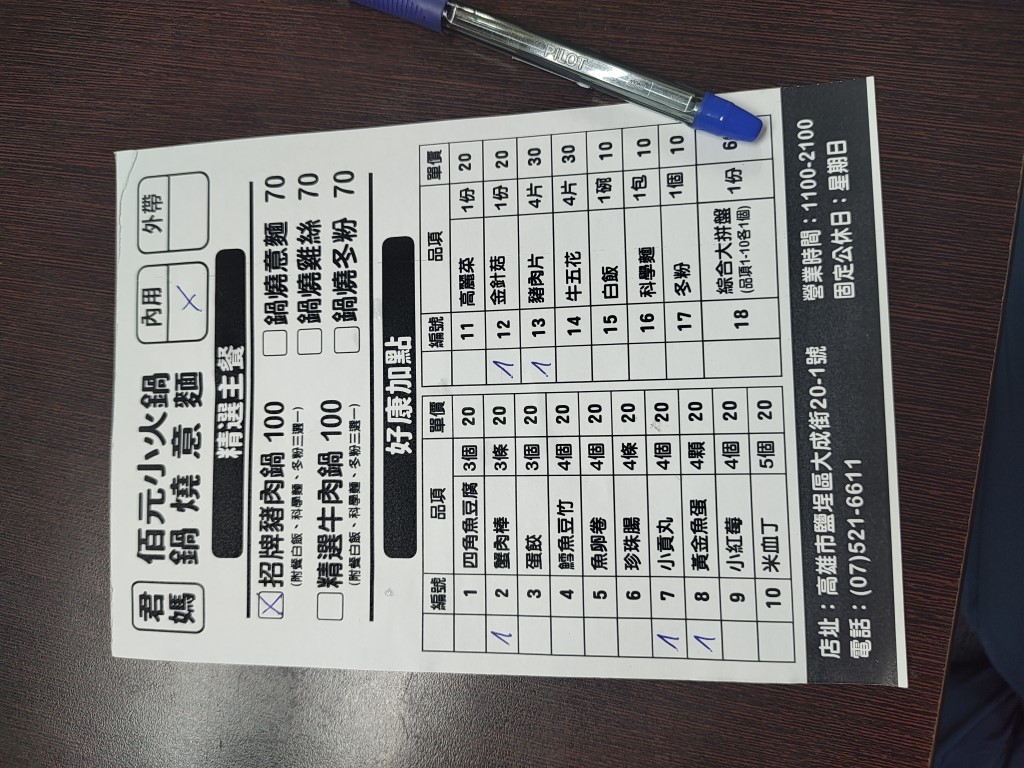 PILOT
君媽
佰元小火鍋
鍋燒意麵
內用 ☒ 外帶 ☐
精選主餐
☒ 招牌豬肉鍋 100 ☐ 鍋燒意麵 70
(附餐白飯、科學麵、冬粉三選一) ☐ 鍋燒雞絲 70
☐ 精選牛肉鍋 100 ☐ 鍋燒冬粉 70
(附餐白飯、科學麵、冬粉三選一)
好康加點
編號 品項 單價 編號 品項 單價
1 四角魚豆腐 3個 20 11 高麗菜 1份 20
1 2 蟹肉棒 3條 20 1 12 金針菇 1份 20
3 蛋餃 3個 20 1 13 豬肉片 4片 30
4 鱈魚豆竹 4個 20 14 牛五花 4片 30
5 魚卵卷 4個 20 15 白飯 1碗 10
6 珍珠腸 4條 20 16 科學麵 1包 10
1 7 小貢丸 4個 20 17 冬粉 1個 10
1 8 黃金魚蛋 4顆 20 18 綜合大拼盤 1份
9 小紅莓 4個 20 (品項1-10各1個)
10 米血丁 5個 20
店址：高雄市鹽埕區大成街20-1號 營業時間：1100-2100
電話：(07)521-6611 固定公休日：星期日